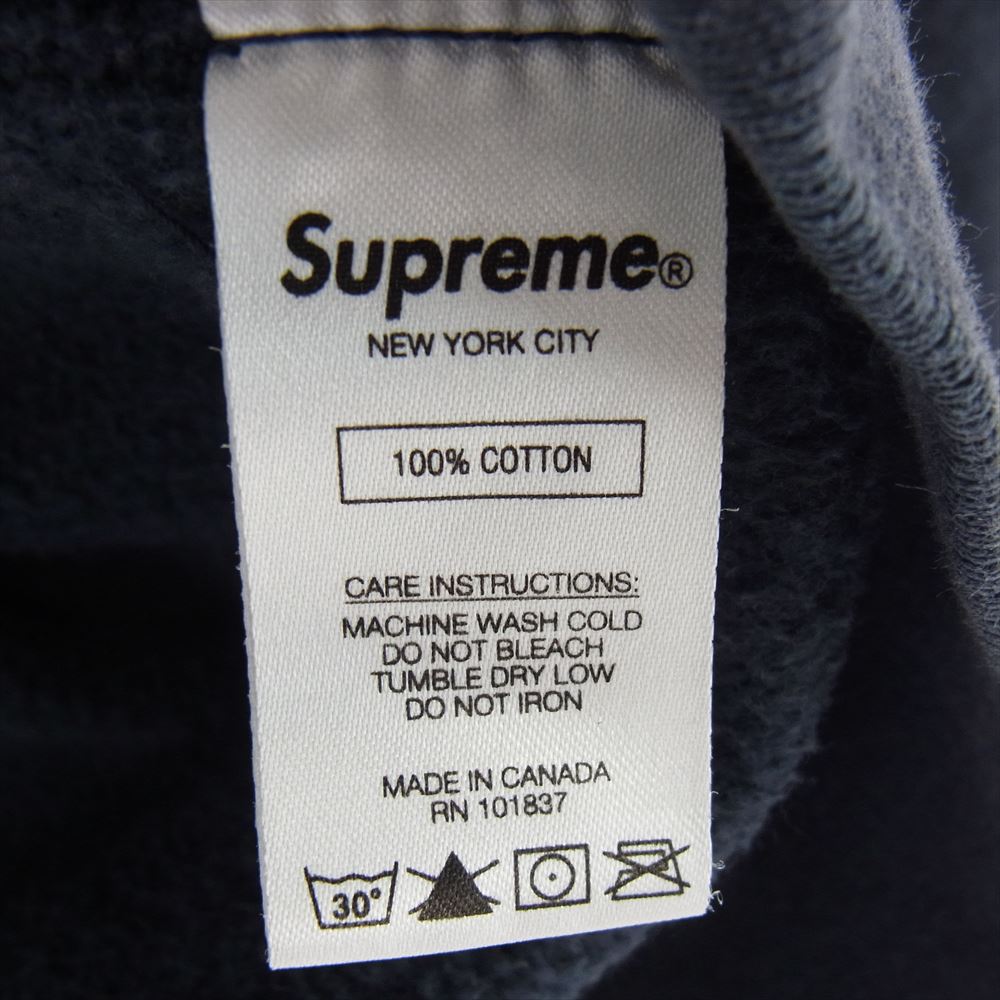 Supreme®
NEW YORK CITY
100% COTTON
CARE INSTRUCTIONS:
MACHINE WASH COLD
DO NOT BLEACH
TUMBLE DRY LOW
DO NOT IRON
MADE IN CANADA
RN 101837
30°